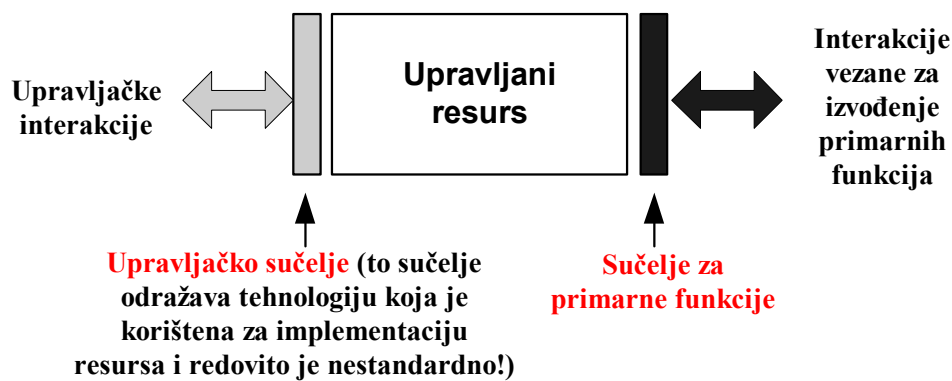 Upravljačke
interakcije
Upravljani
resurs
Interakcije
vezane za
izvođenje
primarnih
funkcija
Upravljačko sučelje (to sučelje
odražava tehnologiju koja je
korištena za implementaciju
resursa i redovito je nestandardno!)
Sučelje za
primarne funkcije